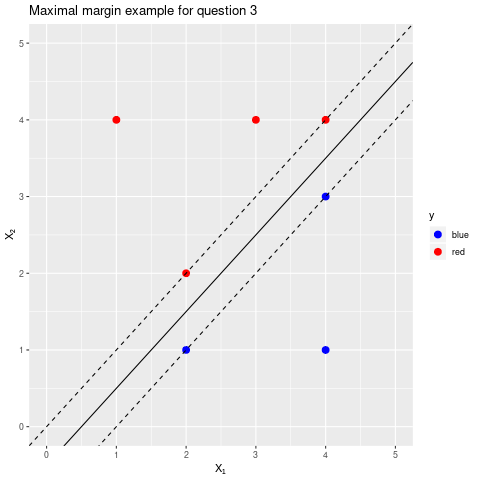 Maximal margin example for question 3
5
4
3
2
1
0
X₂
0 1 2 3 4 5
X₁
y
blue
red